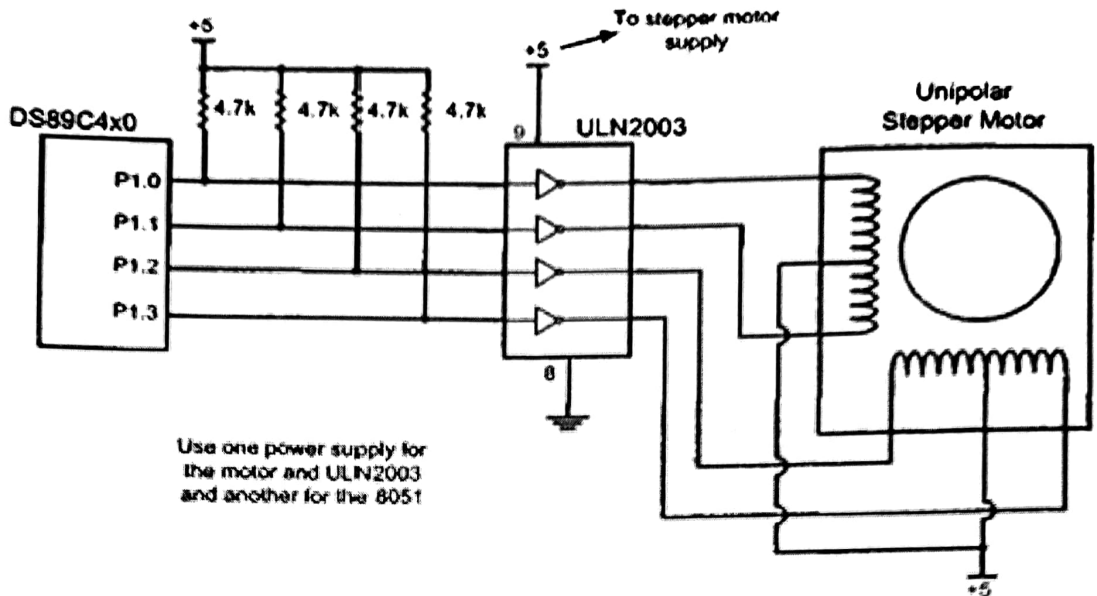 To stepper motor
supply
+5
+5
4.7k
4.7k
4.7k
4.7k
DS89C4x0
ULN2003
Unipolar
Stepper Motor
9
P1.0
P1.1
P1.2
P1.3
8
Use one power supply for
the motor and ULN2003
and another for the 8051
+5